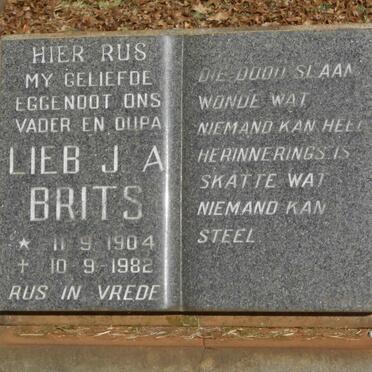 HIER RUS
MY GELIEFDE
EGGENOOT ONS
VADER EN OUPA
LIEB J A
BRITS
★ 11.9.1904
† 10.9.1982
RUS IN VREDE
DIE DOOD SLAAN
WONDE WAT
NIEMAND KAN HEEL
HERINNERINGS IS
SKATTE WAT
NIEMAND KAN
STEEL